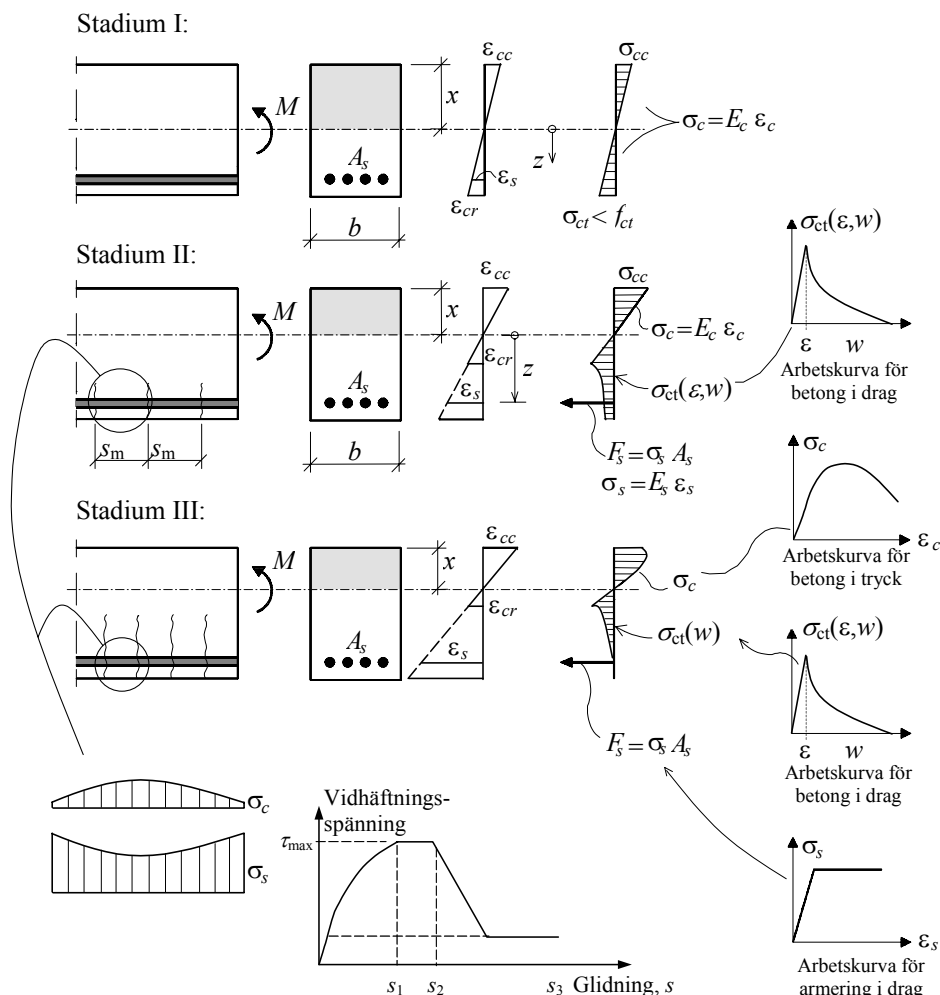 Stadium I:
M
x
A_s
b
ε_cc
ε_s
ε_cr
z
σ_cc
σ_c = E_c ε_c
σ_ct < f_ct
Stadium II:
M
s_m
s_m
x
A_s
b
ε_cc
ε_cr
ε_s
z
σ_cc
σ_c = E_c ε_c
σ_ct(ε,w)
F_s = σ_s A_s
σ_s = E_s ε_s
σ_ct(ε,w)
ε
w
Arbetskurva för
betong i drag
Stadium III:
M
x
A_s
ε_cc
ε_cr
ε_s
σ_c
σ_ct(w)
F_s = σ_s A_s
σ_c
ε_c
Arbetskurva för
betong i tryck
σ_ct(ε,w)
ε
w
Arbetskurva för
betong i drag
σ_c
σ_s
Vidhäftnings-
spänning
τ_max
s_1
s_2
s_3
Glidning, s
σ_s
ε_s
Arbetskurva för
armering i drag